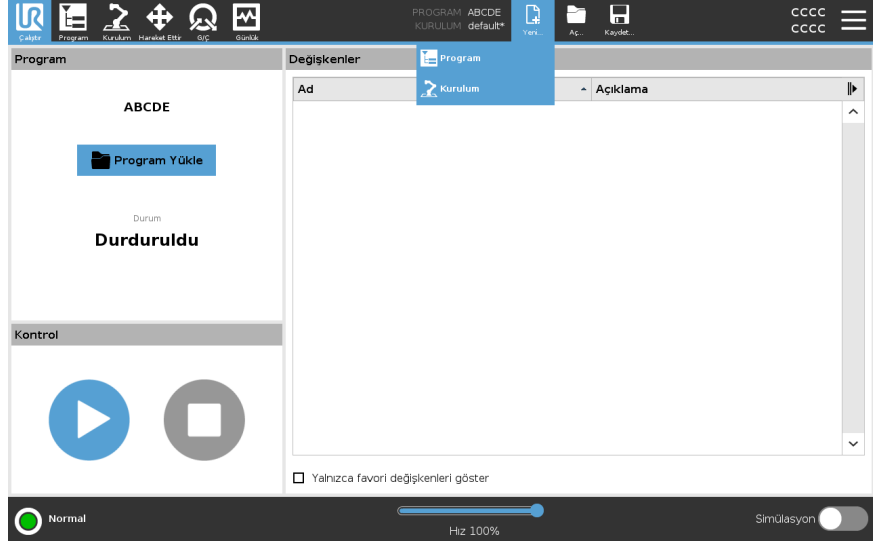 Çalıştır
Program
Kurulum
Hareket Ettir
G/Ç
Günlük
PROGRAM ABCDE
KURULUM default*
Yeni...
Aç...
Kaydet...
CCCC
CCCC
Program
Kurulum
Program
ABCDE
Program Yükle
Durum
Durduruldu
Kontrol
Değişkenler
Ad
Açıklama
Yalnızca favori değişkenleri göster
Normal
Hız 100%
Simülasyon